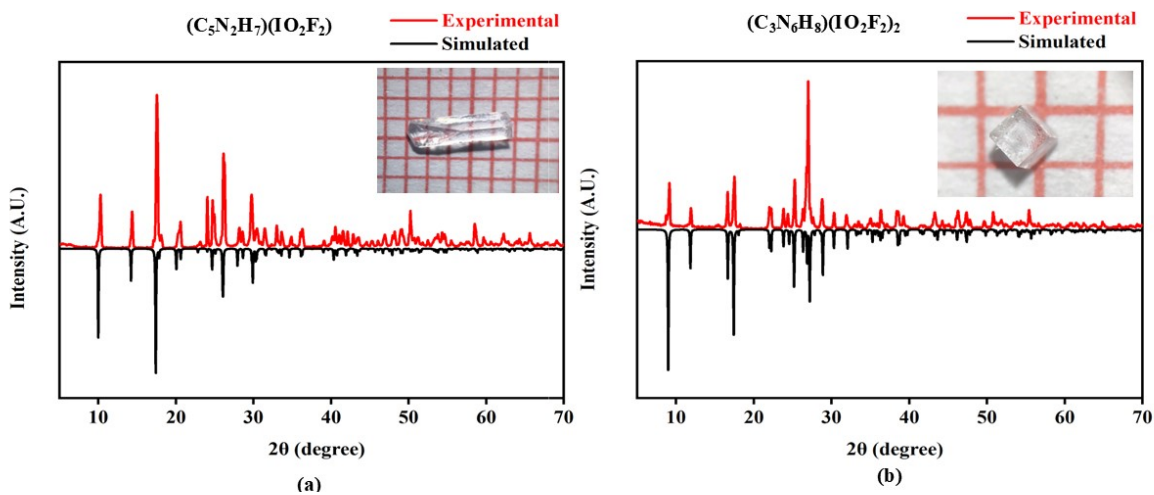 (C₅N₂H₇)(IO₂F₂)
Experimental
Simulated
Intensity (A.U.)
10 20 30 40 50 60 70
2θ (degree)
(a)
(C₃N₆H₈)(IO₂F₂)₂
Experimental
Simulated
Intensity (A.U.)
10 20 30 40 50 60 70
2θ (degree)
(b)